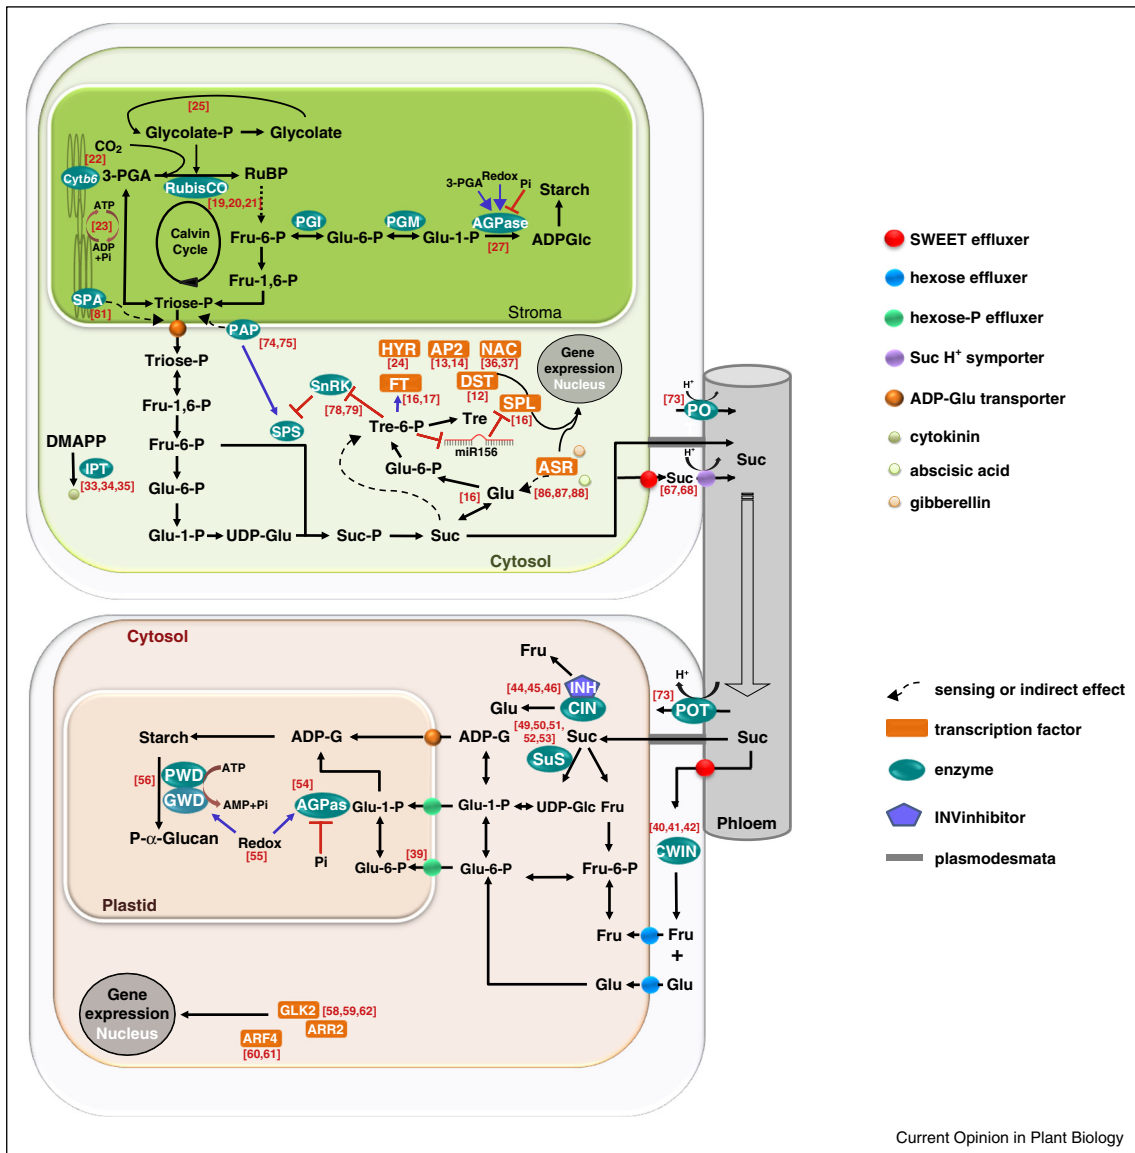 [25]
Glycolate-P
Glycolate
CO2
[22]
Cytb6
3-PGA
RubisCO
RuBP
[19,20,21]
ATP
[23]
ADP
+Pi
Calvin
Cycle
PGI
PGM
3-PGA
Redox
Pi
AGPase
[27]
Starch
Fru-6-P
Glu-6-P
Glu-1-P
ADPGlc
Fru-1,6-P
SPA
[81]
Triose-P
Stroma
PAP
[74,75]
Triose-P
Fru-1,6-P
Fru-6-P
Glu-6-P
Glu-1-P
UDP-Glu
Suc-P
Suc
DMAPP
IPT
[33,34,35]
SnRK
[78,79]
SPS
HYR
[24]
AP2
[13,14]
NAC
[36,37]
FT
[16,17]
DST
[12]
SPL
[16]
Gene
expression
Nucleus
Tre-6-P
Tre
miR156
Glu-6-P
[16]
Glu
ASR
[86,87,88]
Cytosol
[73]
H+
PO
H+
Suc
Suc
[67,68]
SWEET effluxer
hexose effluxer
hexose-P effluxer
Suc H+ symporter
ADP-Glu transporter
cytokinin
abscisic acid
gibberellin
Cytosol
Fru
[44,45,46]
INH
CIN
Glu
[49,50,51,
52,53]
Suc
SuS
H+
[73]
POT
Suc
Phloem
Starch
ADP-G
ADP-G
[56]
PWD
GWD
ATP
AMP+Pi
[54]
AGPas
Glu-1-P
Glu-1-P
UDP-Glc
Fru
P-α-Glucan
Redox
[55]
Pi
Glu-6-P
[39]
Glu-6-P
Fru-6-P
[40,41,42]
CWIN
Plastid
Fru
Fru
+
Glu
Glu
Gene
expression
Nucleus
GLK2
[58,59,62]
ARR2
ARF4
[60,61]
sensing or indirect effect
transcription factor
enzyme
INVinhibitor
plasmodesmata
Current Opinion in Plant Biology